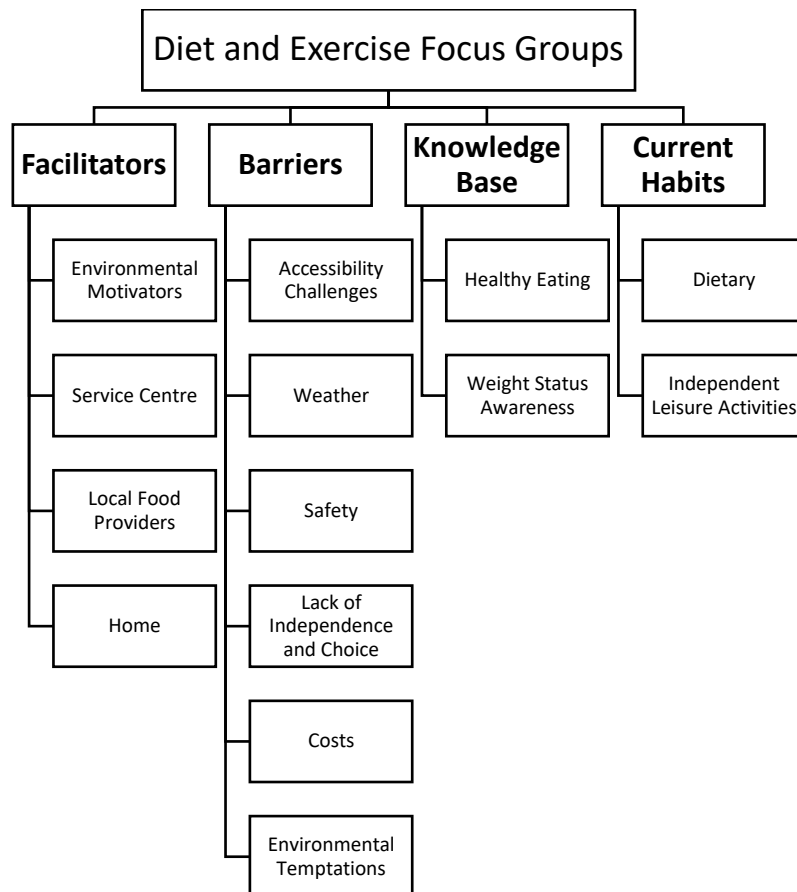 Diet and Exercise Focus Groups
Facilitators
Environmental
Motivators
Service Centre
Local Food
Providers
Home
Barriers
Accessibility
Challenges
Weather
Safety
Lack of
Independence
and Choice
Costs
Environmental
Temptations
Knowledge
Base
Healthy Eating
Weight Status
Awareness
Current
Habits
Dietary
Independent
Leisure Activities